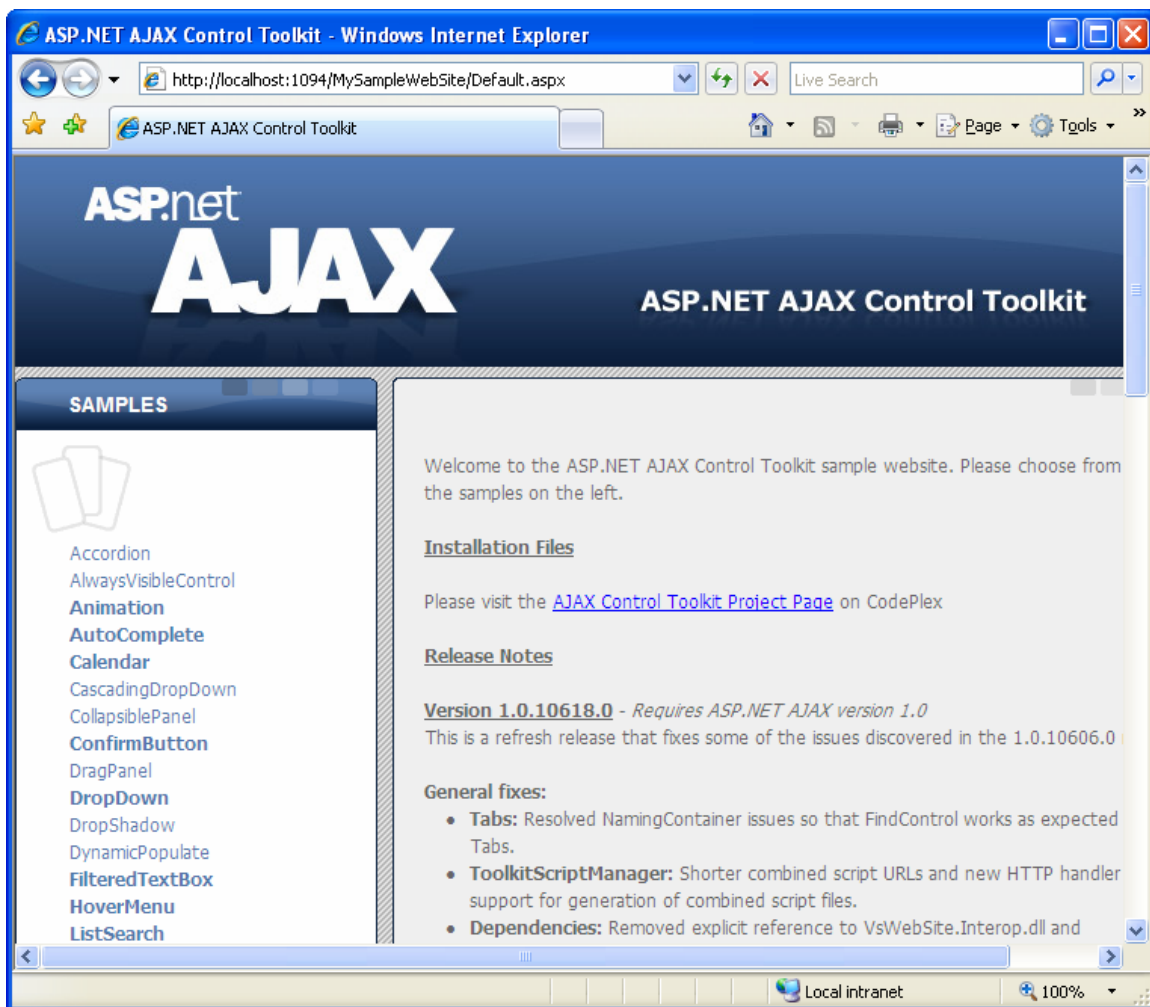 ASP.NET AJAX Control Toolkit - Windows Internet Explorer
http://localhost:1094/MySampleWebSite/Default.aspx
Live Search
ASP.NET AJAX Control Toolkit
Page
Tools
ASP.net
AJAX
ASP.NET AJAX Control Toolkit
SAMPLES
Accordion
AlwaysVisibleControl
Animation
AutoComplete
Calendar
CascadingDropDown
CollapsiblePanel
ConfirmButton
DragPanel
DropDown
DropShadow
DynamicPopulate
FilteredTextBox
HoverMenu
ListSearch
Welcome to the ASP.NET AJAX Control Toolkit sample website. Please choose from
the samples on the left.
Installation Files
Please visit the AJAX Control Toolkit Project Page on CodePlex
Release Notes
Version 1.0.10618.0 - Requires ASP.NET AJAX version 1.0
This is a refresh release that fixes some of the issues discovered in the 1.0.10606.0
General fixes:
• Tabs: Resolved NamingContainer issues so that FindControl works as expected
Tabs.
• ToolkitScriptManager: Shorter combined script URLs and new HTTP handler
support for generation of combined script files.
• Dependencies: Removed explicit reference to VsWebSite.Interop.dll and
Local intranet
100%